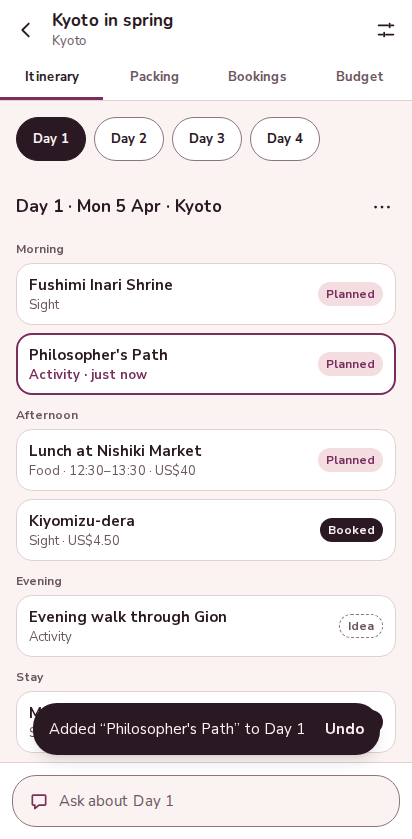 Kyoto in spring
Kyoto
Itinerary Packing Bookings Budget
Day 1 Day 2 Day 3 Day 4
Day 1 · Mon 5 Apr · Kyoto
Morning
Fushimi Inari Shrine
Sight
Planned
Philosopher's Path
Activity · just now
Planned
Afternoon
Lunch at Nishiki Market
Food · 12:30–13:30 · US$40
Planned
Kiyomizu-dera
Sight · US$4.50
Booked
Evening
Evening walk through Gion
Activity
Idea
Stay
Added “Philosopher's Path” to Day 1 Undo
Ask about Day 1